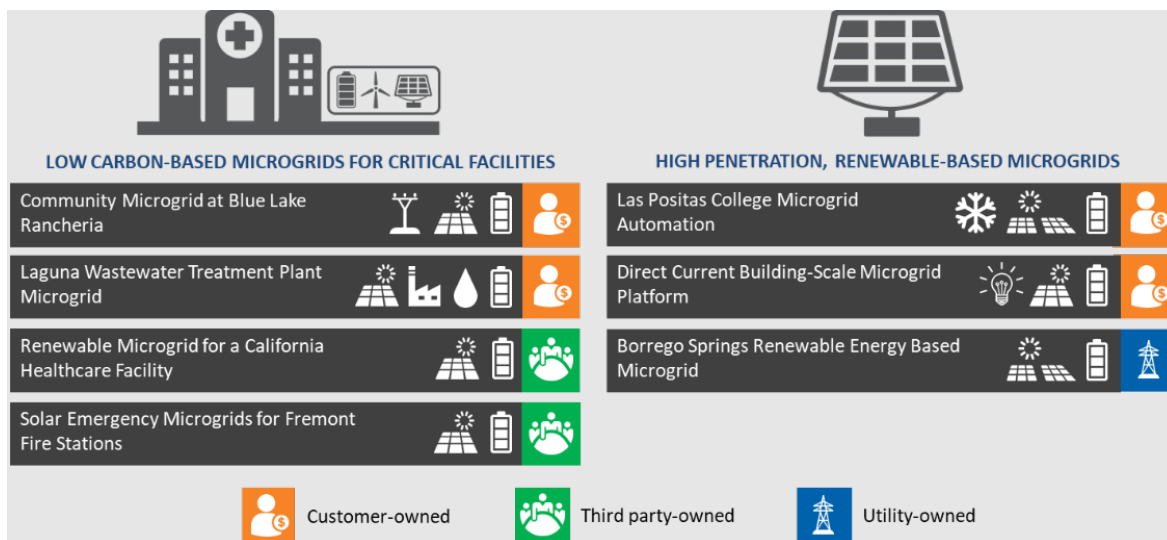 LOW CARBON-BASED MICROGRIDS FOR CRITICAL FACILITIES
Community Microgrid at Blue Lake
Rancheria
Laguna Wastewater Treatment Plant
Microgrid
Renewable Microgrid for a California
Healthcare Facility
Solar Emergency Microgrids for Fremont
Fire Stations
HIGH PENETRATION, RENEWABLE-BASED MICROGRIDS
Las Positas College Microgrid
Automation
Direct Current Building-Scale Microgrid
Platform
Borrego Springs Renewable Energy Based
Microgrid
Customer-owned
Third party-owned
Utility-owned